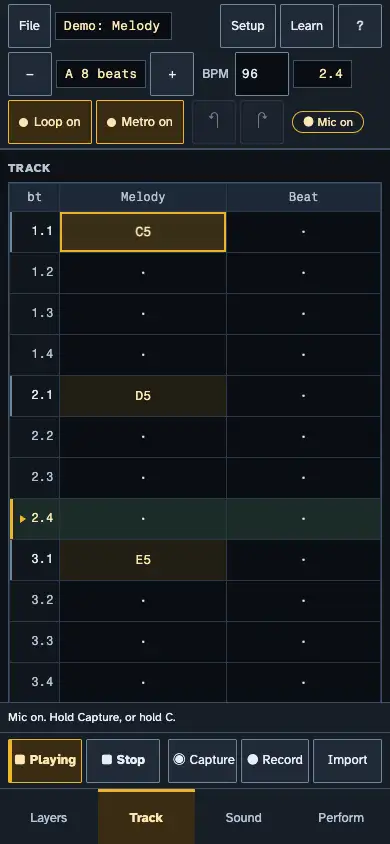 File Demo: Melody Setup Learn ?
– A 8 beats + BPM 96 2.4
Loop on Metro on Mic on
TRACK
bt Melody Beat
1.1 C5 ·
1.2 · ·
1.3 · ·
1.4 · ·
2.1 D5 ·
2.2 · ·
2.3 · ·
2.4 · ·
3.1 E5 ·
3.2 · ·
3.3 · ·
3.4 · ·
Mic on. Hold Capture, or hold C.
Playing Stop Capture Record Import
Layers Track Sound Perform